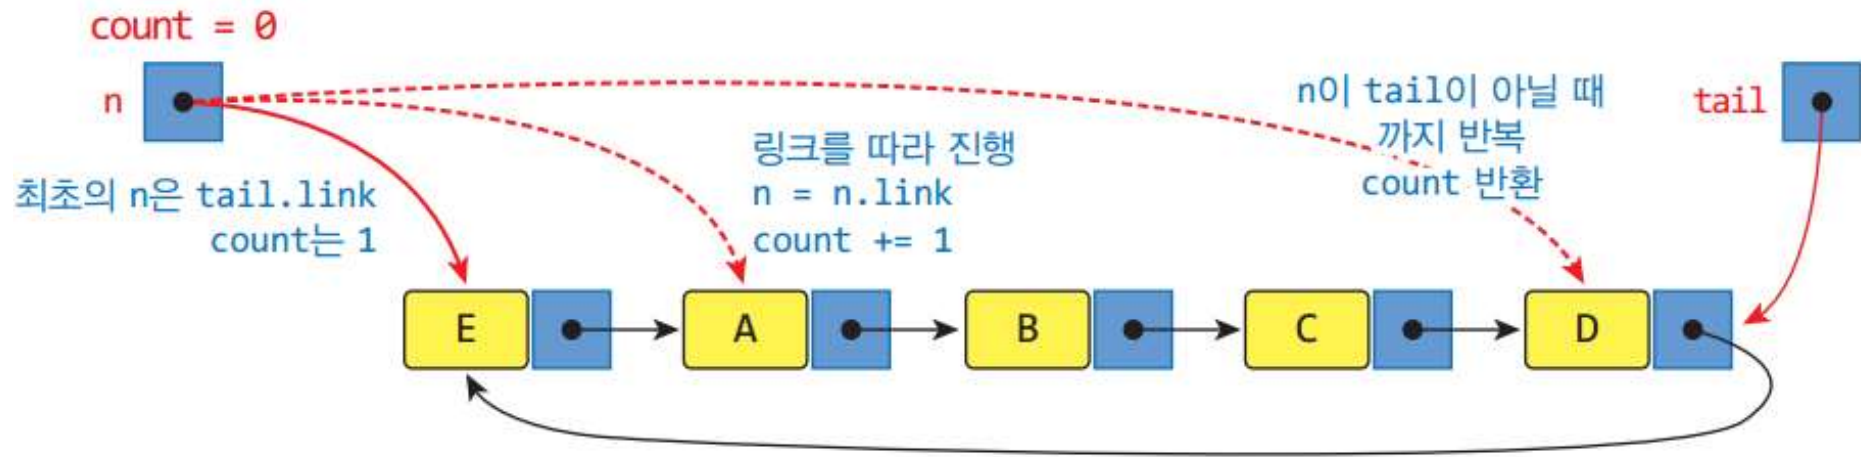 count = 0
n
최초의 n은 tail.link
count는 1
링크를 따라 진행
n = n.link
count += 1
n이 tail이 아닐 때
까지 반복
count 반환
tail
E
A
B
C
D